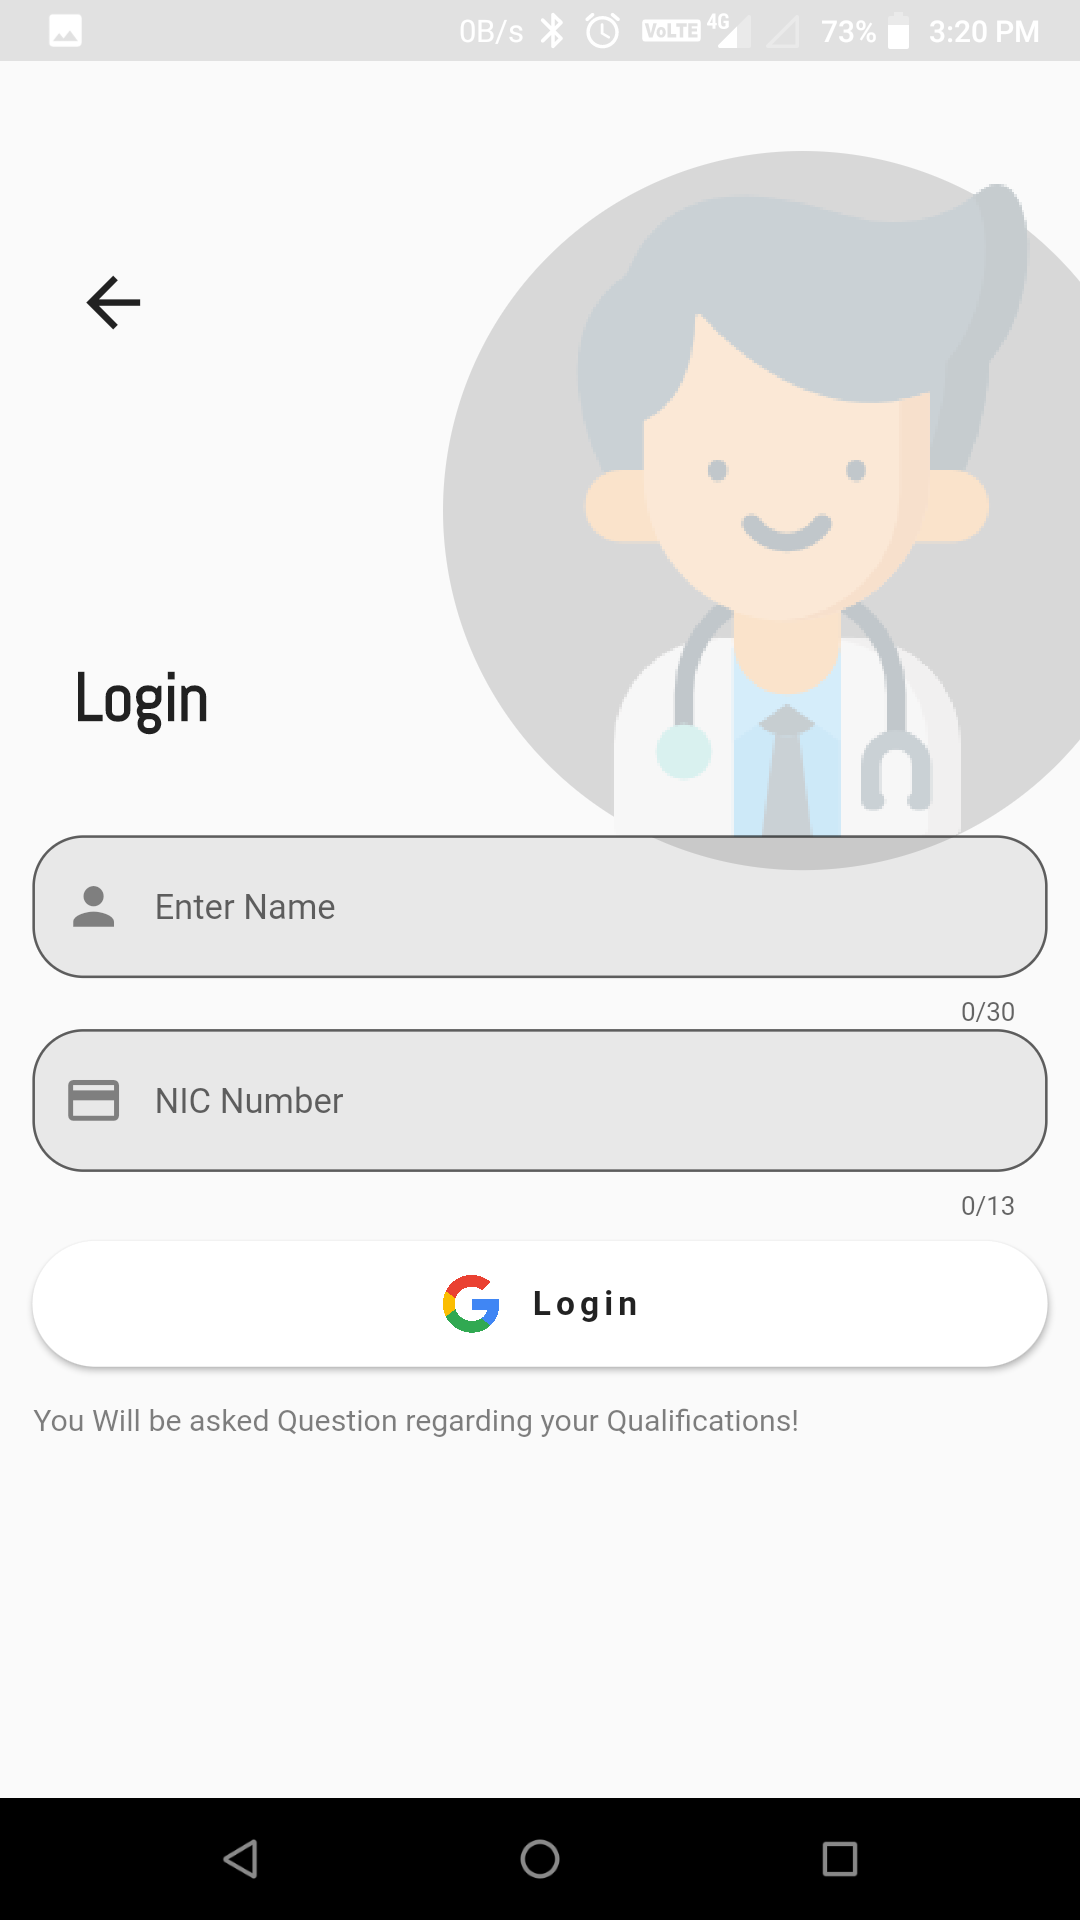 0B/s VoLTE 4G 73% 3:20 PM
Login
Enter Name
0/30
NIC Number
0/13
Login
You Will be asked Question regarding your Qualifications!